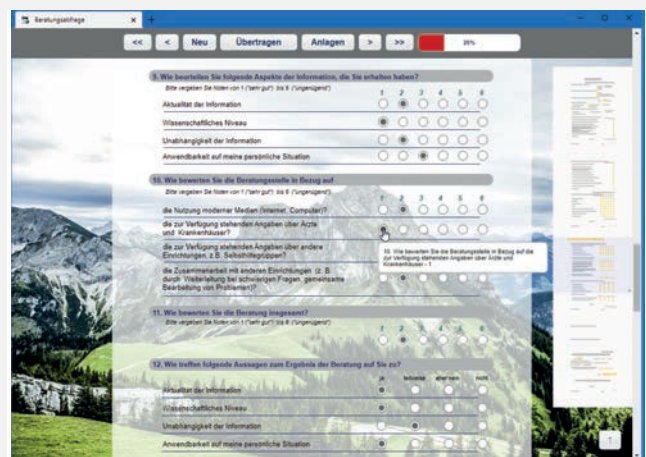 Beratungsabfrage
<< < Neu Übertragen Anlagen > >> 26%
9. Wie beurteilen Sie folgende Aspekte der Information, die Sie erhalten haben?
Bitte vergeben Sie Noten von 1 ("sehr gut") bis 6 ("ungenügend")
1 2 3 4 5 6
Aktualität der Information
Wissenschaftliches Niveau
Unabhängigkeit der Information
Anwendbarkeit auf meine persönliche Situation
10. Wie bewerten Sie die Beratungsstelle in Bezug auf
Bitte vergeben Sie Noten von 1 ("sehr gut") bis 6 ("ungenügend")
1 2 3 4 5 6
die Nutzung moderner Medien (Internet, Computer)?
die zur Verfügung stehenden Angaben über Ärzte
und Krankenhäuser?
10. Wie bewerten Sie die Beratungsstelle in Bezug auf die
zur Verfügung stehenden Angaben über Ärzte und
Krankenhäuser - 1
die zur Verfügung stehenden Angaben über andere
Einrichtungen, z.B. Selbsthilfegruppen?
die Zusammenarbeit mit anderen Einrichtungen (z. B.
durch Weiterleitung bei schwierigen Fragen, gemeinsame
Bearbeitung von Problemen)?
11. Wie bewerten Sie die Beratung insgesamt?
Bitte vergeben Sie Noten von 1 ("sehr gut") bis 6 ("ungenügend")
1 2 3 4 5 6
12. Wie treffen folgende Aussagen zum Ergebnis der Beratung auf Sie zu?
ja teilweise eher nein nicht
Aktualität der Information
Wissenschaftliches Niveau
Unabhängigkeit der Information
Anwendbarkeit auf meine persönliche Situation